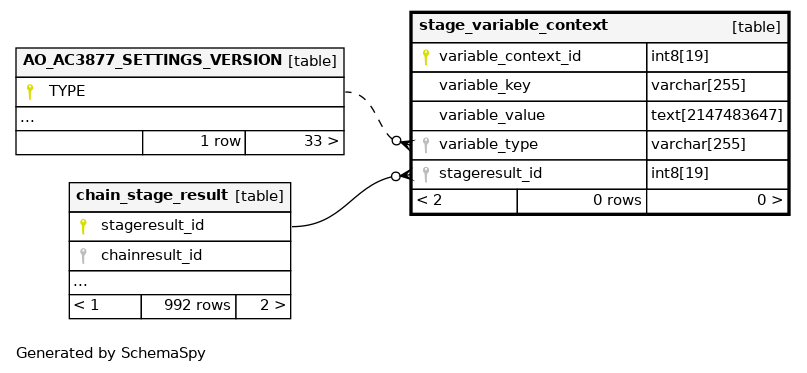 stage_variable_context [table]
variable_context_id int8[19]
variable_key varchar[255]
variable_value text[2147483647]
variable_type varchar[255]
stageresult_id int8[19]
< 2 0 rows 0 >
AO_AC3877_SETTINGS_VERSION [table]
TYPE
...
1 row 33 >
chain_stage_result [table]
stageresult_id
chainresult_id
...
< 1 992 rows 2 >
Generated by SchemaSpy